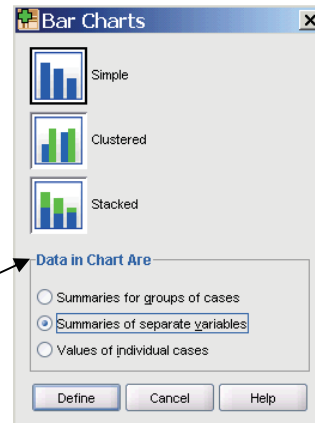 Bar Charts
Simple
Clustered
Stacked
Data in Chart Are
Summaries for groups of cases
Summaries of separate variables
Values of individual cases
Define Cancel Help